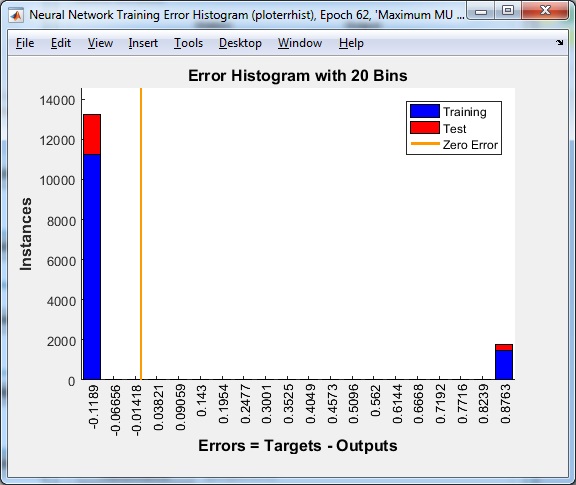 Neural Network Training Error Histogram (ploterrhist), Epoch 62, 'Maximum MU ...
File Edit View Insert Tools Desktop Window Help
Error Histogram with 20 Bins
Training
Test
Zero Error
14000
12000
10000
8000
6000
4000
2000
0
Instances
-0.1189 -0.06656 -0.01418 0.03821 0.09059 0.143 0.1954 0.2477 0.3001 0.3525 0.4049 0.4573 0.5096 0.562 0.6144 0.6668 0.7192 0.7716 0.8239 0.8763
Errors = Targets - Outputs